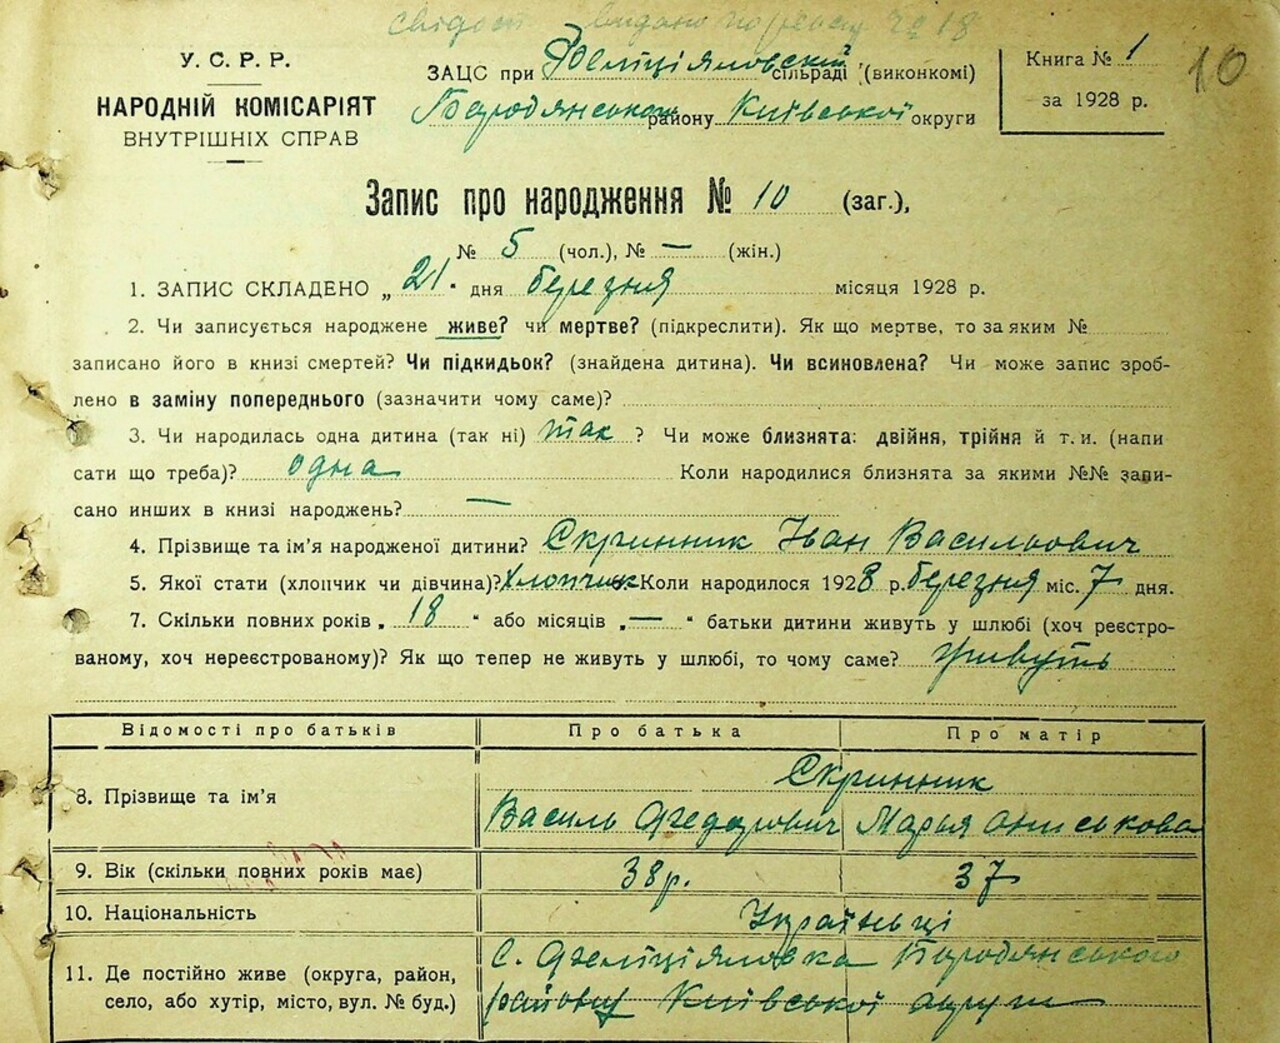 У. С. Р. Р.
НАРОДНІЙ КОМІСАРІЯТ
ВНУТРІШНІХ СПРАВ
ЗАЦС при Феліціяловский сільраді (виконкомі)
Бородянського району Київської округи
Книга № 1
за 1928 р.
10
Запис про народження № 10 (заг.),
№ 5 (чол.), № — (жін.)
1. ЗАПИС СКЛАДЕНО „ 21 “ дня березня місяця 1928 р.
2. Чи записується народжене живе? чи мертве? (підкреслити). Як що мертве, то за яким №
записано його в книзі смертей? Чи підкидьок? (знайдена дитина). Чи всиновлена? Чи може запис зроб-
лено в заміну попереднього (зазначити чому саме)?
3. Чи народилась одна дитина (так ні) так ? Чи може близнята: двійня, трійня й т. и. (напи
сати що треба)? одна Коли народилися близнята за якими №№ запи-
сано инших в книзі народжень? —
4. Прізвище та ім’я народженої дитини? Скринник Іван Васильович
5. Якої стати (хлопчик чи дівчина)? Хлопчик Коли народилося 1928 р. березня міс. 7 дня.
7. Скільки повних років „ 18 “ або місяців „ — “ батьки дитини живуть у шлюбі (хоч реєстро-
ваному, хоч нереєстрованому)? Як що тепер не живуть у шлюбі, то чому саме? живуть
Відомості про батьків Про батька Про матір
8. Прізвище та ім’я Скринник
Василь Федорович Марья Ониськова
9. Вік (скільки повних років має) 38 р. 37
10. Національність Українці
11. Де постійно живе (округа, район,
село, або хутір, місто, вул. № буд.)
С. Феліціяловка Бородянського
району Київської округи